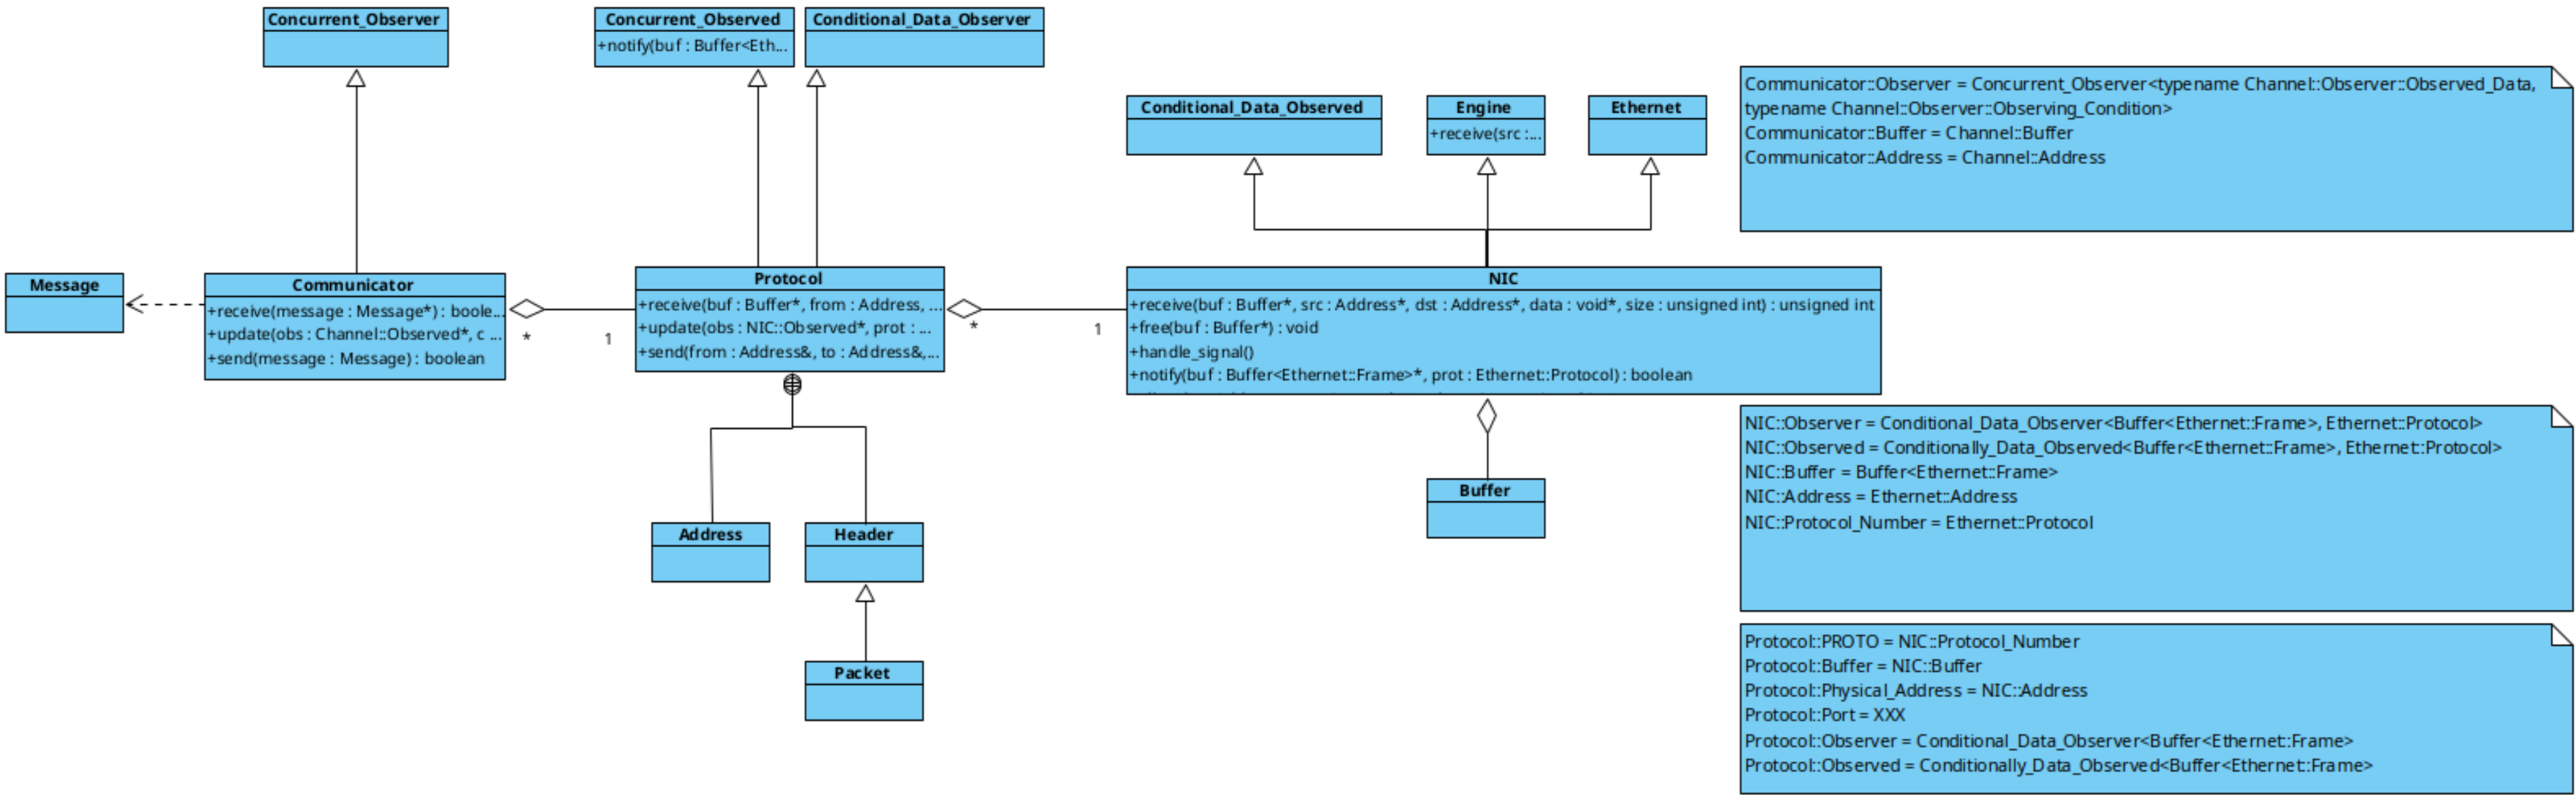 Concurrent_Observer
Concurrent_Observed
+notify(buf : Buffer<Eth...
Conditional_Data_Observer
Conditional_Data_Observed
Engine
+receive(src :...
Ethernet
Communicator::Observer = Concurrent_Observer<typename Channel::Observer::Observed_Data,
typename Channel::Observer::Observing_Condition>
Communicator::Buffer = Channel::Buffer
Communicator::Address = Channel::Address
Message
Communicator
+receive(message : Message*) : boole...
+update(obs : Channel::Observed*, c ...
+send(message : Message) : boolean
*
1
Protocol
+receive(buf : Buffer*, from : Address, ...
+update(obs : NIC::Observed*, prot : ...
+send(from : Address&, to : Address&,...
*
1
NIC
+receive(buf : Buffer*, src : Address*, dst : Address*, data : void*, size : unsigned int) : unsigned int
+free(buf : Buffer*) : void
+handle_signal()
+notify(buf : Buffer<Ethernet::Frame>*, prot : Ethernet::Protocol) : boolean
NIC::Observer = Conditional_Data_Observer<Buffer<Ethernet::Frame>, Ethernet::Protocol>
NIC::Observed = Conditionally_Data_Observed<Buffer<Ethernet::Frame>, Ethernet::Protocol>
NIC::Buffer = Buffer<Ethernet::Frame>
NIC::Address = Ethernet::Address
NIC::Protocol_Number = Ethernet::Protocol
Buffer
Address
Header
Packet
Protocol::PROTO = NIC::Protocol_Number
Protocol::Buffer = NIC::Buffer
Protocol::Physical_Address = NIC::Address
Protocol::Port = XXX
Protocol::Observer = Conditional_Data_Observer<Buffer<Ethernet::Frame>
Protocol::Observed = Conditionally_Data_Observed<Buffer<Ethernet::Frame>